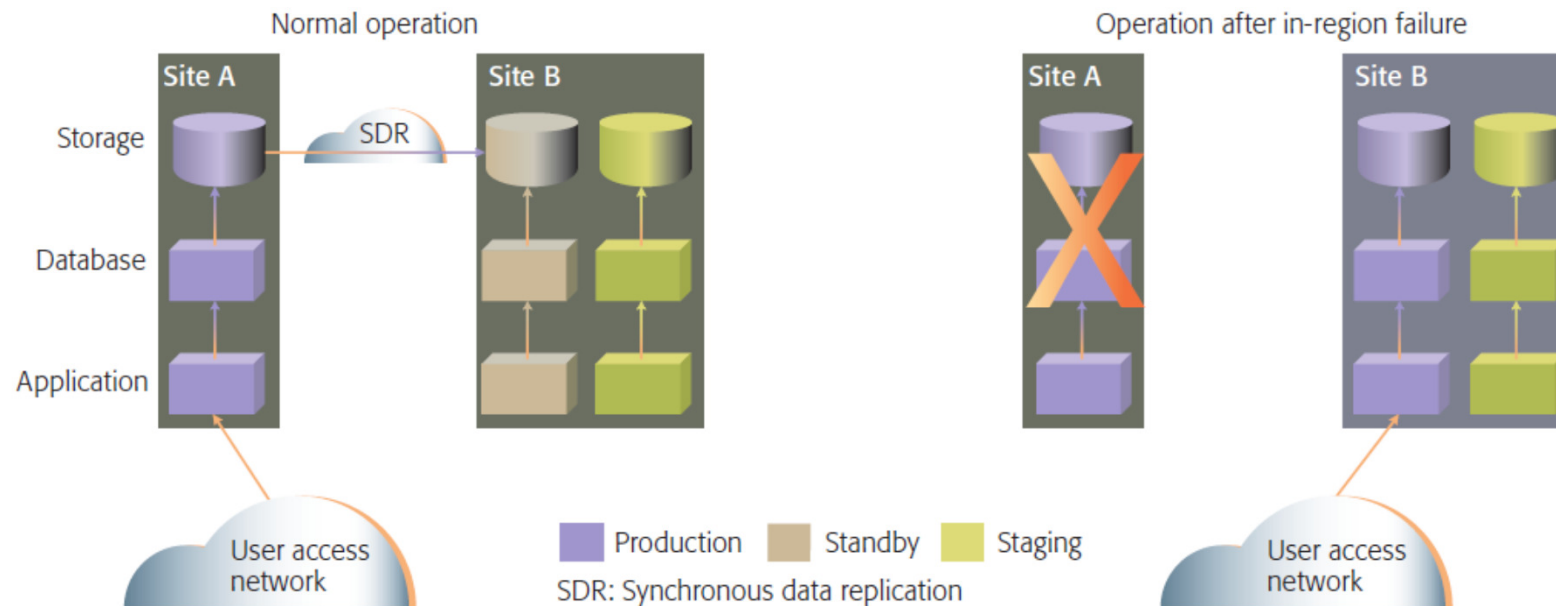 Normal operation
Operation after in-region failure
Site A
Site B
Site A
Site B
Storage
SDR
Database
Application
User access
network
Production
Standby
Staging
SDR: Synchronous data replication
User access
network